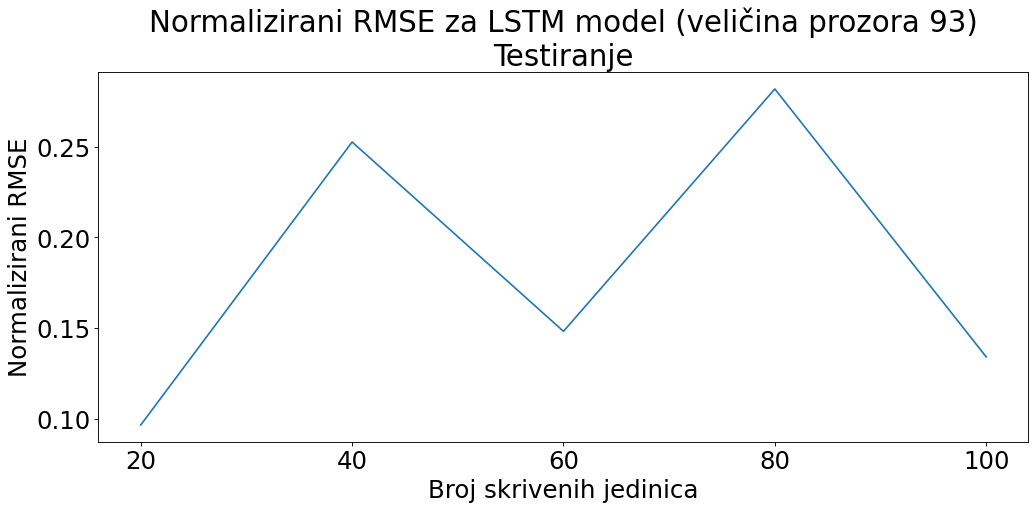 Normalizirani RMSE za LSTM model (veličina prozora 93)
Testiranje
Normalizirani RMSE
0.25
0.20
0.15
0.10
20 40 60 80 100
Broj skrivenih jedinica